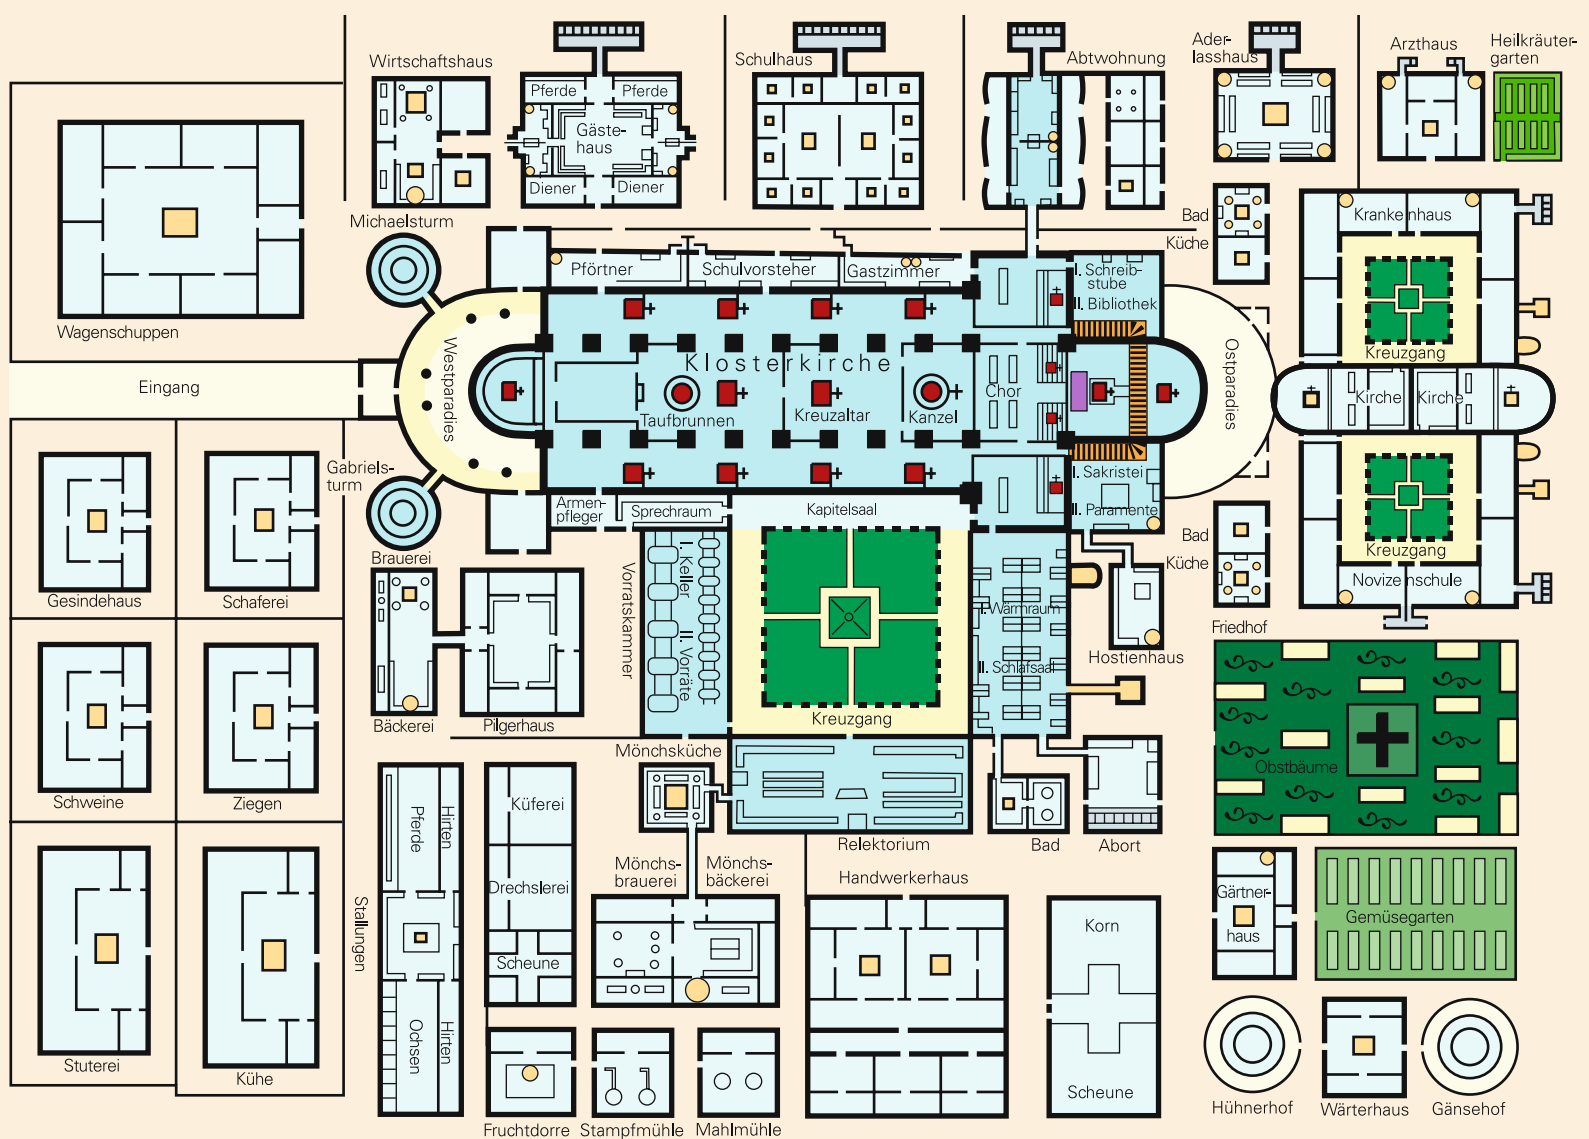 Wirtschaftshaus
Pferde
Pferde
Gäste-
haus
Diener
Diener
Schulhaus
Abtwohnung
Ader-
lasshaus
Arzthaus
Heilkräuter-
garten
Wagenschuppen
Michaelsturm
Pförtner
Schulvorsteher
Gastzimmer
I. Schreib-
stube
II. Bibliothek
Bad
Küche
Krankenhaus
Kreuzgang
Eingang
Westparadies
Klosterkirche
Taufbrunnen
Kreuzaltar
Kanzel
Chor
Ostparadies
Kirche
Kirche
Gabriels-
turm
Armen-
pfleger
Sprechraum
Kapitelsaal
I. Sakristei
II. Paramente
Kreuzgang
Novizenschule
Bad
Küche
Gesindehaus
Schaferei
Brauerei
Bäckerei
Pilgerhaus
Vorratskammer
I. Keller
II. Vorräte
Kreuzgang
I. Wärmraum
II. Schlafsaal
Hostienhaus
Friedhof
Obstbäume
Schweine
Ziegen
Mönchsküche
Relektorium
Bad
Abort
Pferde
Hirten
Stallungen
Ochsen
Hirten
Küferei
Drechslerei
Scheune
Mönchs-
brauerei
Mönchs-
bäckerei
Handwerkerhaus
Korn
Scheune
Gärtner-
haus
Gemüsegarten
Stuterei
Kühe
Fruchtdorre
Stampfmühle
Mahlmühle
Hühnerhof
Wärterhaus
Gänsehof